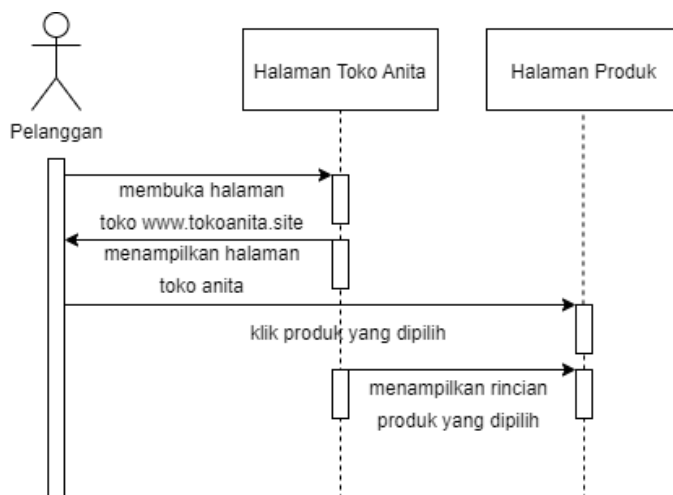 Halaman Toko Anita
Halaman Produk
Pelanggan
membuka halaman
toko www.tokoanita.site
menampilkan halaman
toko anita
klik produk yang dipilih
menampilkan rincian
produk yang dipilih